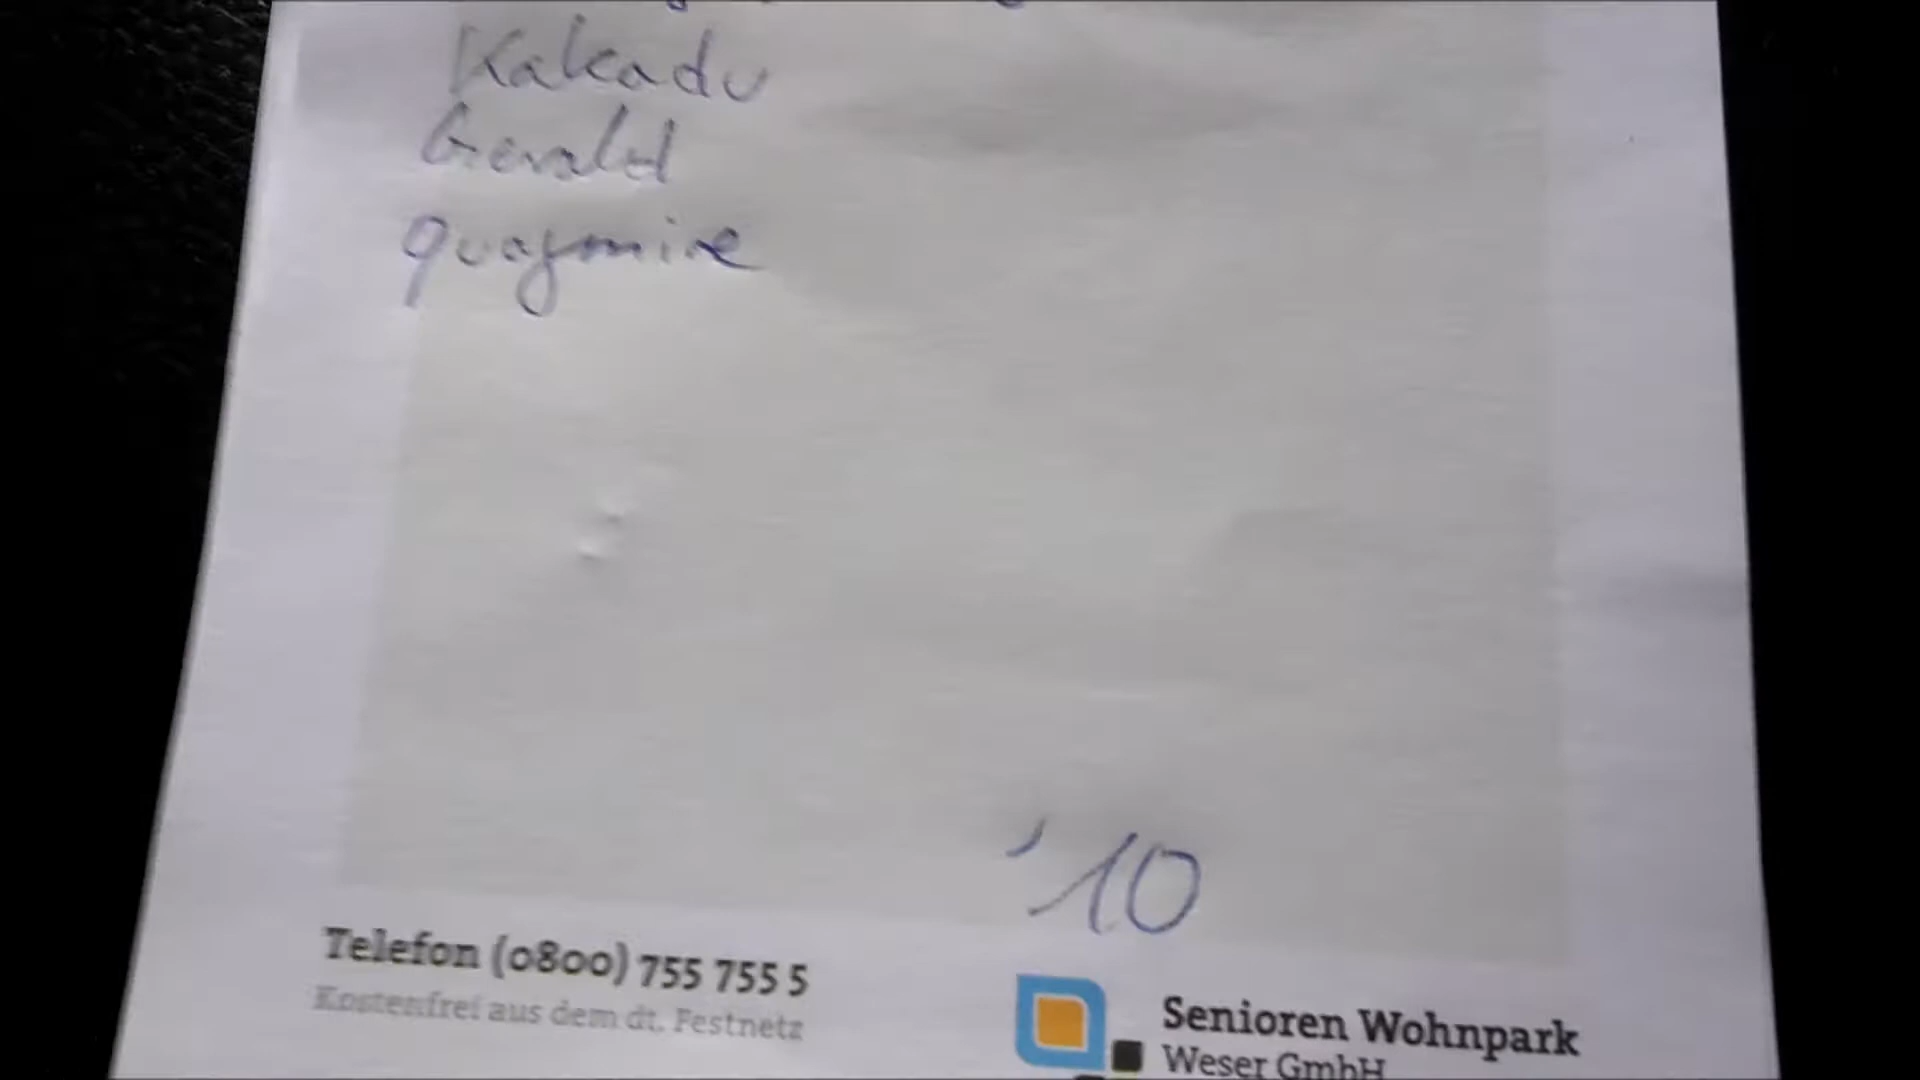 Kakadu
Gerald
quagmire
'10
Telefon (0800) 755 755 5
Kostenfrei aus dem dt. Festnetz
Senioren Wohnpark
Weser GmbH